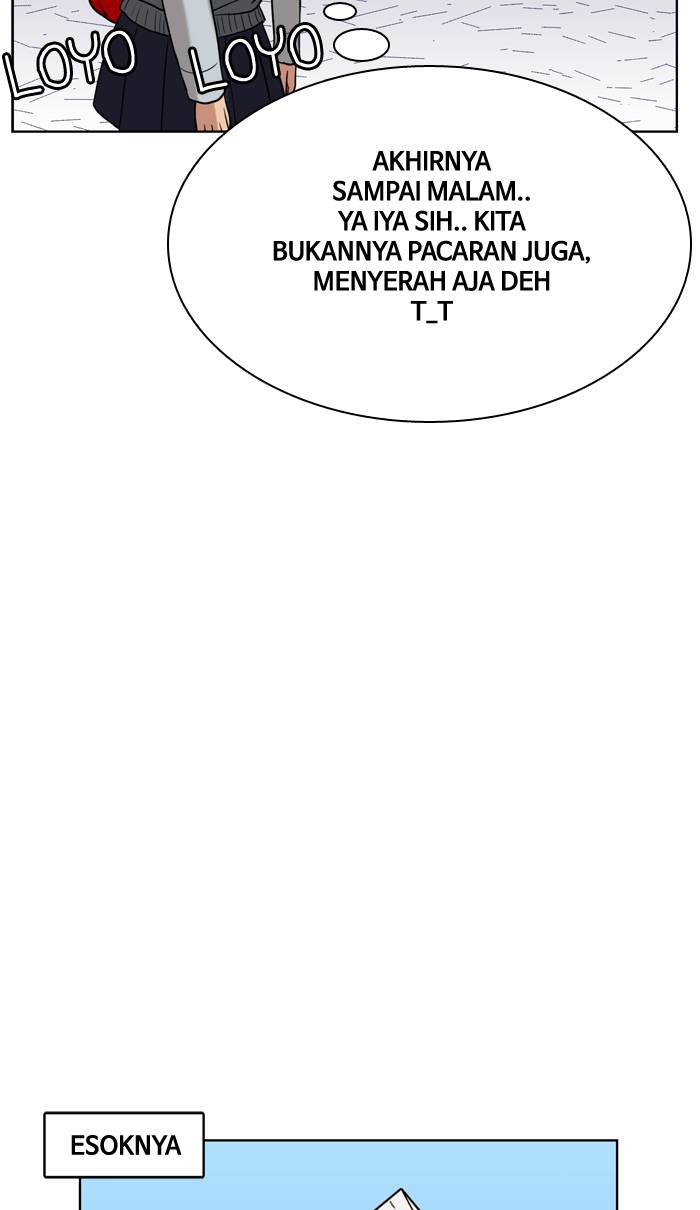 LOYO LOYO
AKHIRNYA
SAMPAI MALAM..
YA IYA SIH.. KITA
BUKANNYA PACARAN JUGA,
MENYERAH AJA DEH
T_T
ESOKNYA